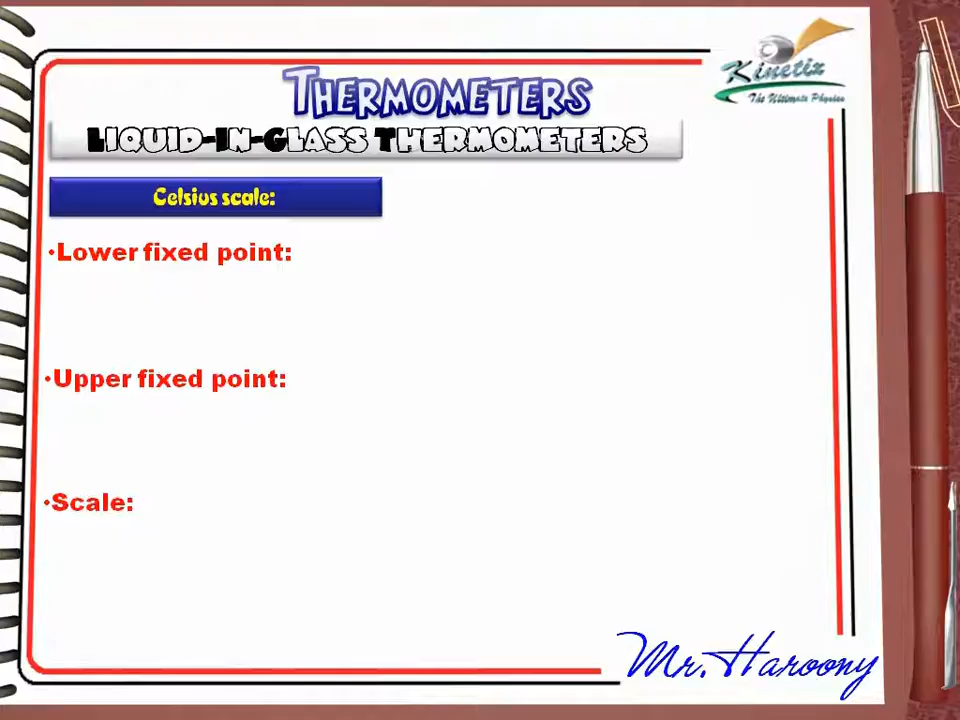 Kinetix
The Ultimate Physics
THERMOMETERS
LIQUID-IN-GLASS THERMOMETERS
Celsius scale:
•Lower fixed point:
•Upper fixed point:
•Scale:
Mr.Haroony